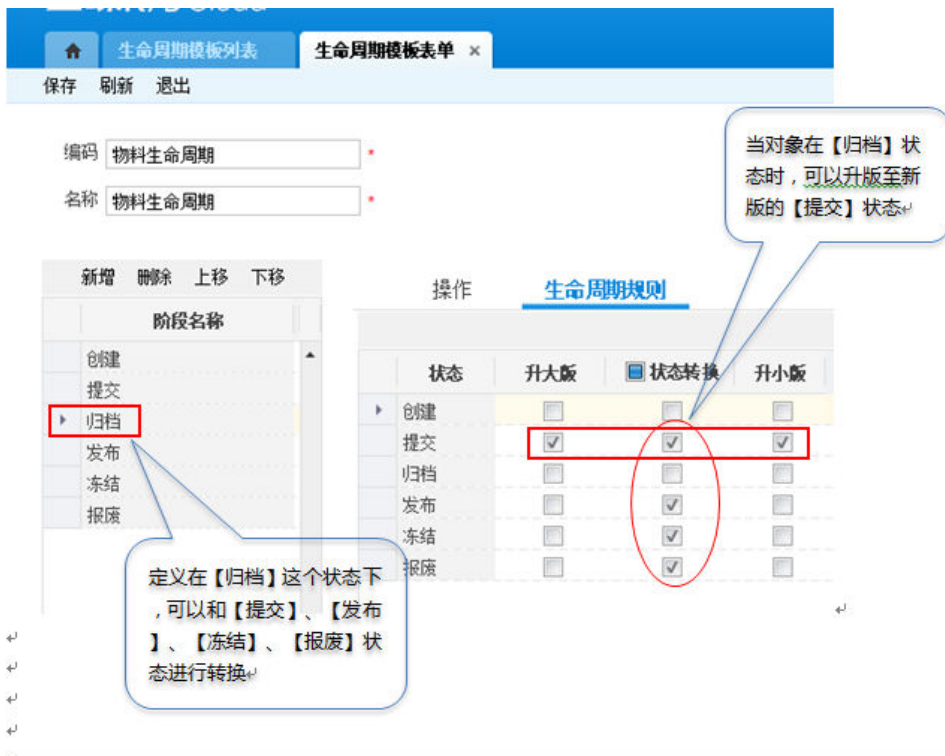 生命周期模板列表 生命周期模板表单 ×
保存 刷新 退出
编码 物料生命周期 *
名称 物料生命周期 *
当对象在【归档】状
态时，可以升版至新
版的【提交】状态
新增 删除 上移 下移
阶段名称
创建
提交
归档
发布
冻结
报废
操作 生命周期规则
状态 升大版 状态转换 升小版
创建
提交
归档
发布
冻结
报废
定义在【归档】这个状态下
，可以和【提交】、【发布
】、【冻结】、【报废】状
态进行转换